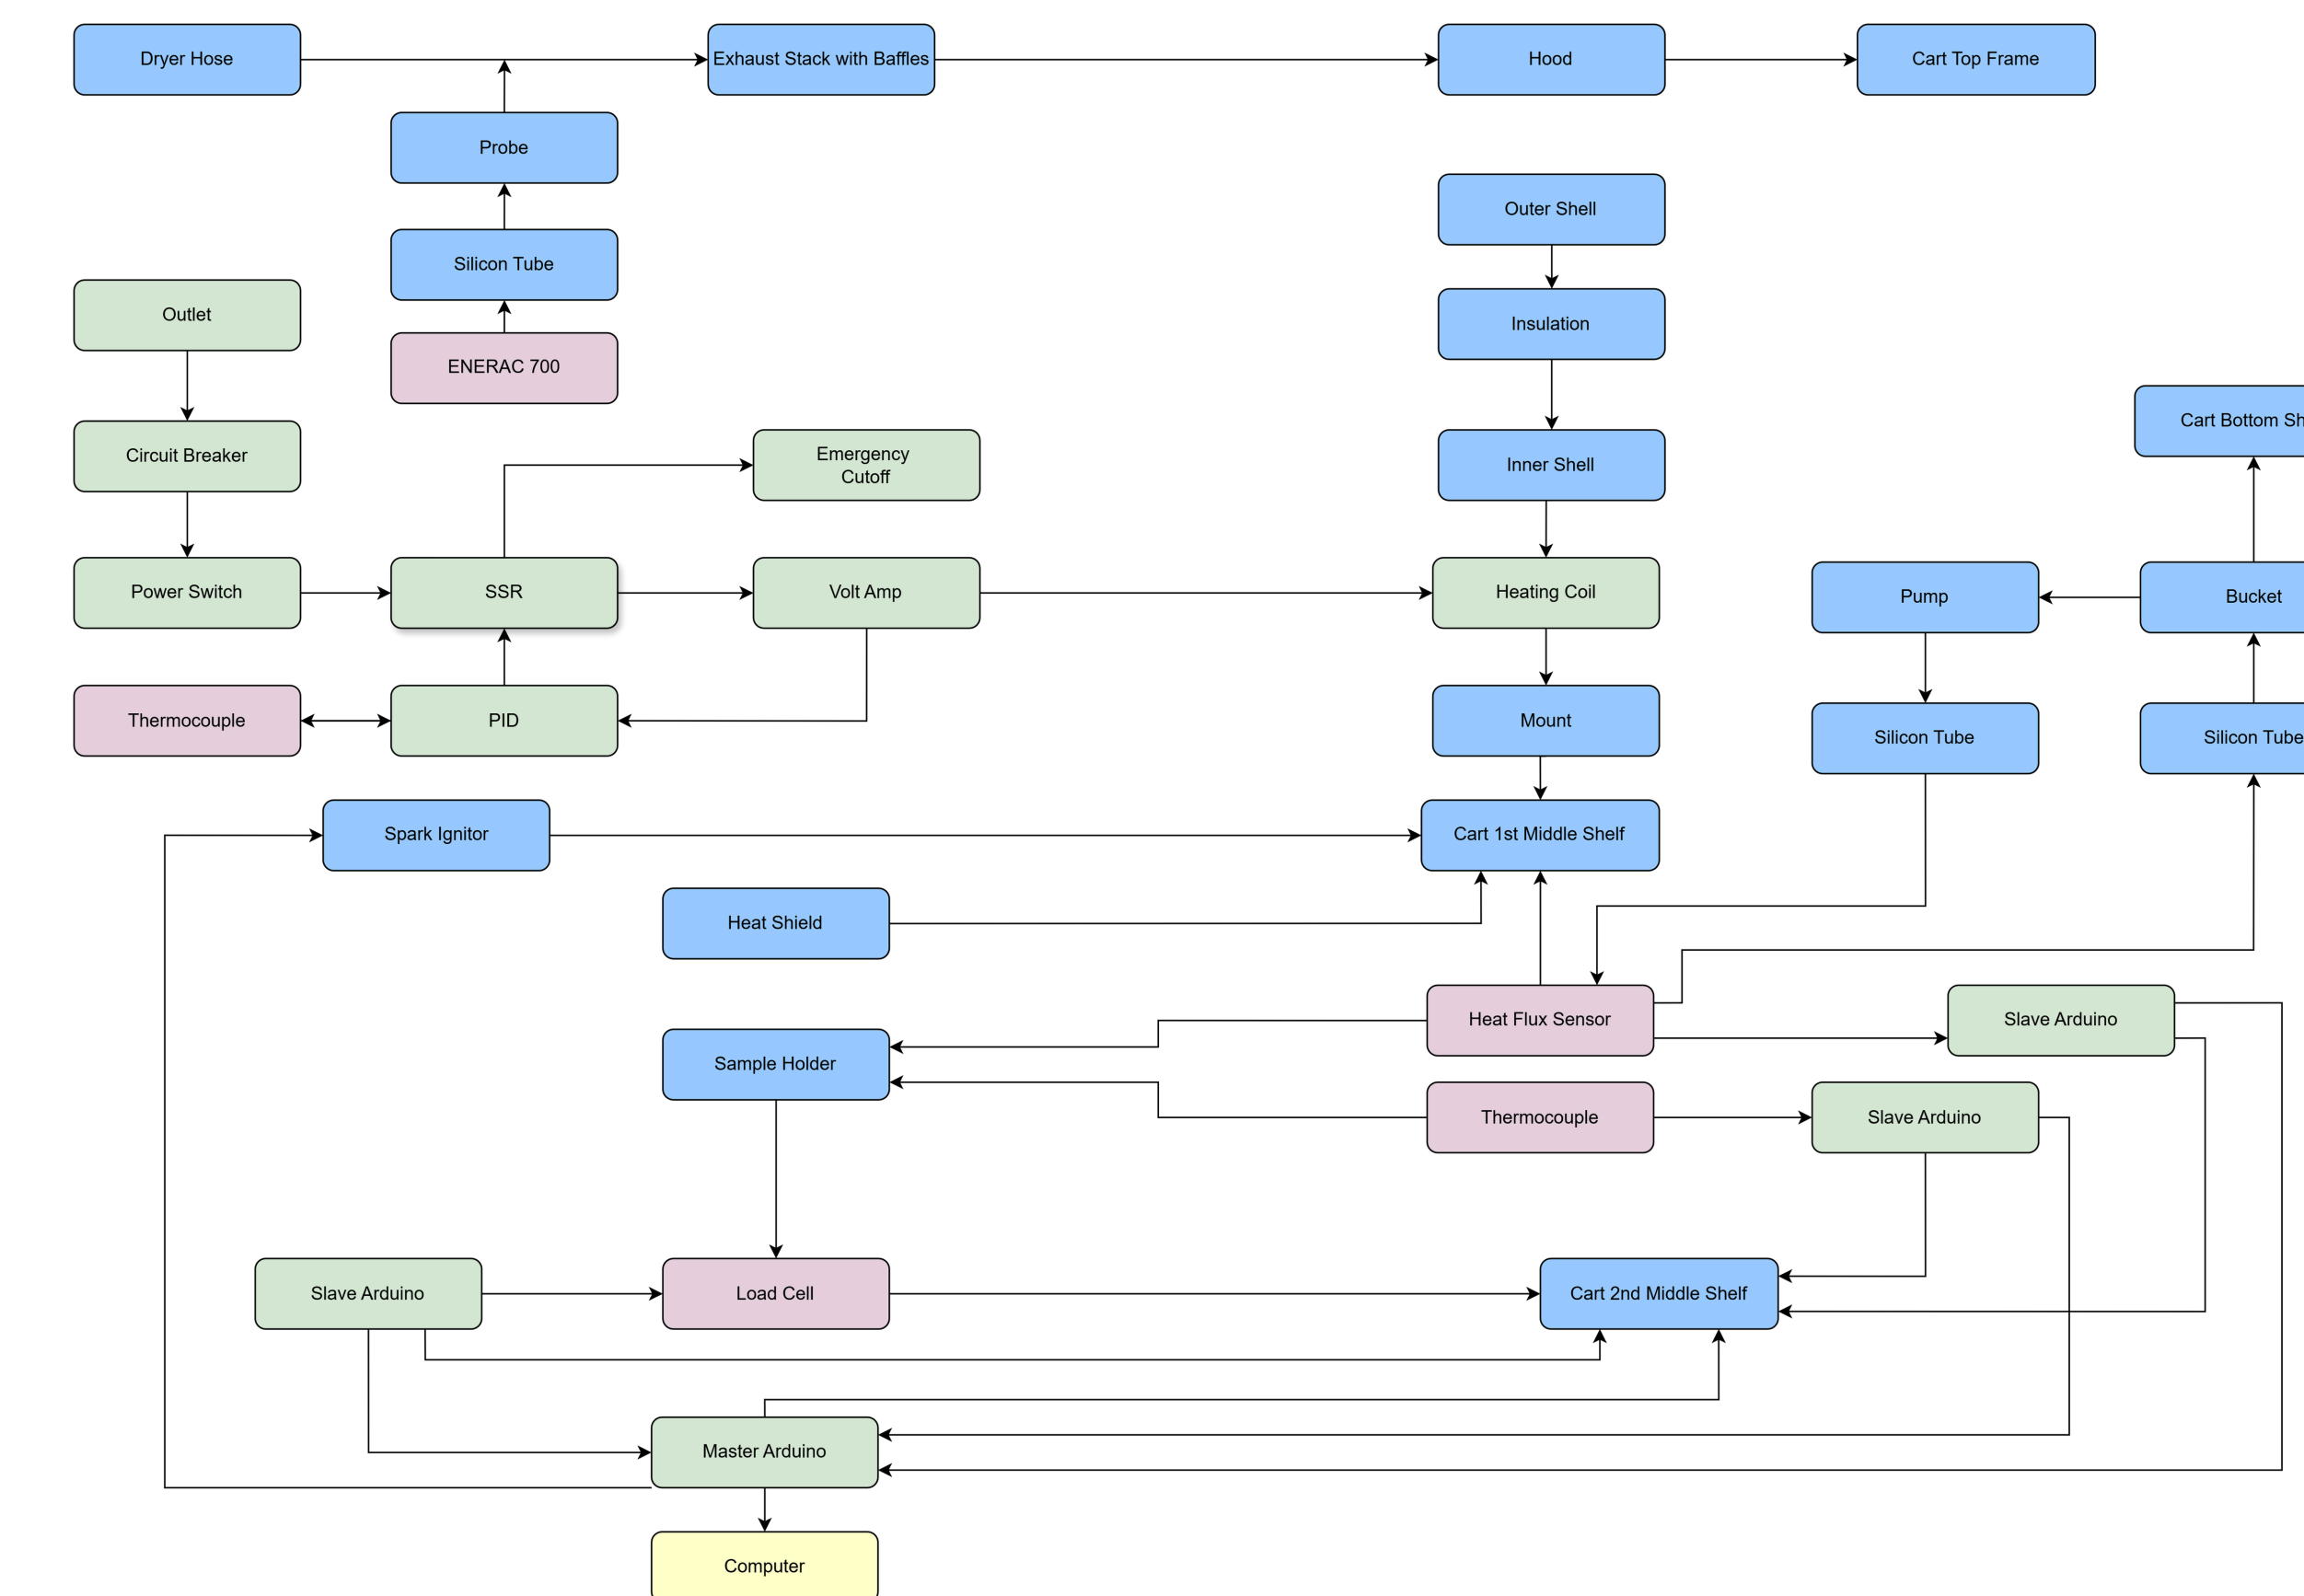 Dryer Hose
Exhaust Stack with Baffles
Hood
Cart Top Frame
Probe
Outer Shell
Silicon Tube
Outlet
Insulation
ENERAC 700
Cart Bottom Sh
Circuit Breaker
Emergency
Cutoff
Inner Shell
Power Switch
SSR
Volt Amp
Heating Coil
Pump
Bucket
Thermocouple
PID
Mount
Silicon Tube
Silicon Tube
Spark Ignitor
Cart 1st Middle Shelf
Heat Shield
Heat Flux Sensor
Slave Arduino
Sample Holder
Thermocouple
Slave Arduino
Slave Arduino
Load Cell
Cart 2nd Middle Shelf
Master Arduino
Computer